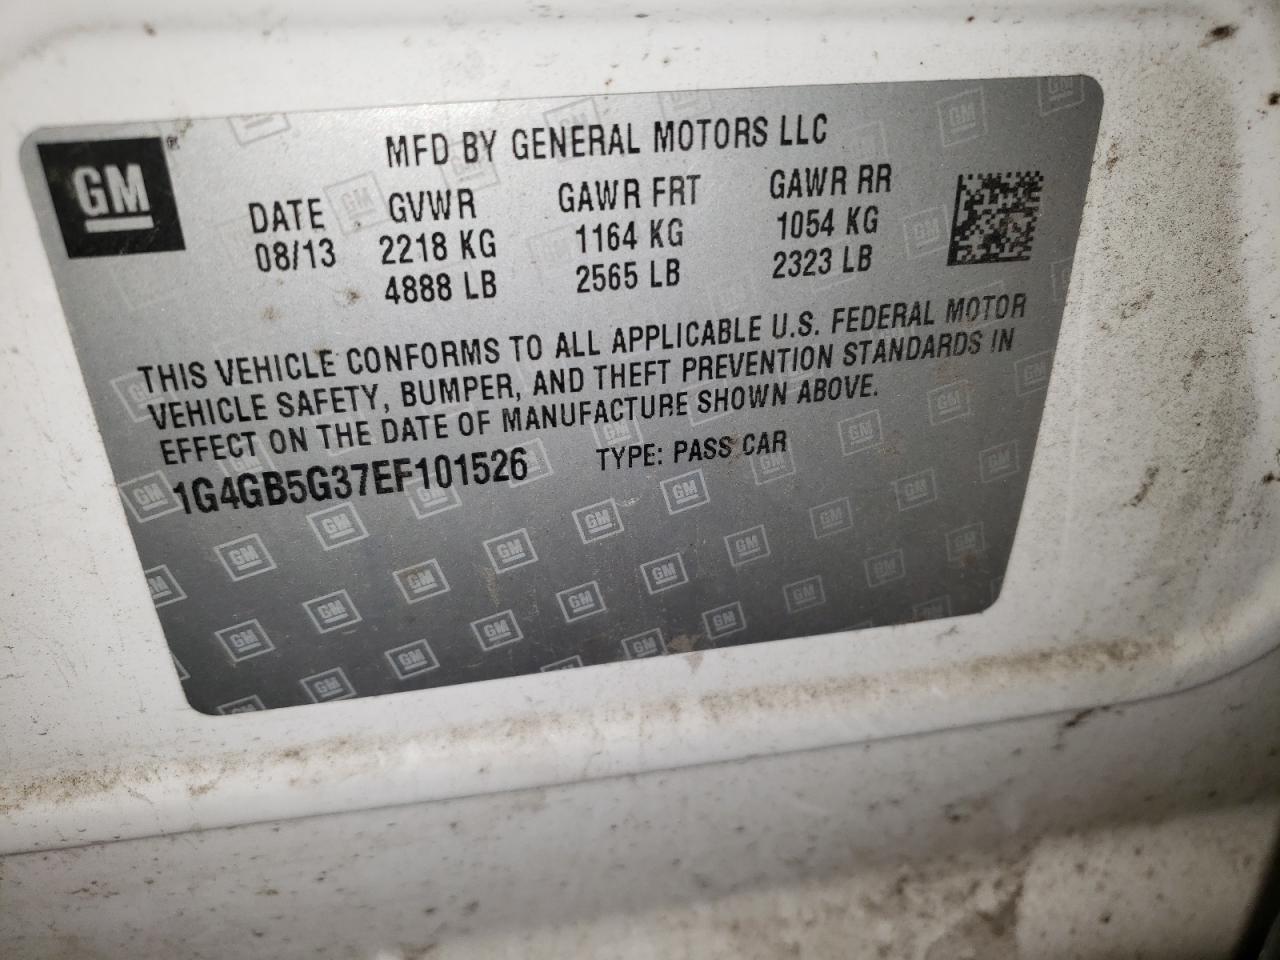 GM
MFD BY GENERAL MOTORS LLC
DATE GVWR GAWR FRT GAWR RR
08/13 2218 KG 1164 KG 1054 KG
4888 LB 2565 LB 2323 LB
THIS VEHICLE CONFORMS TO ALL APPLICABLE U.S. FEDERAL MOTOR
VEHICLE SAFETY, BUMPER, AND THEFT PREVENTION STANDARDS IN
EFFECT ON THE DATE OF MANUFACTURE SHOWN ABOVE.
1G4GB5G37EF101526 TYPE: PASS CAR